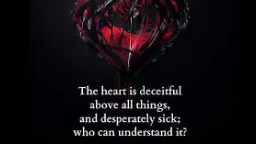 The heart is deceitful
above all things,
and desperately sick;
who can understand it?